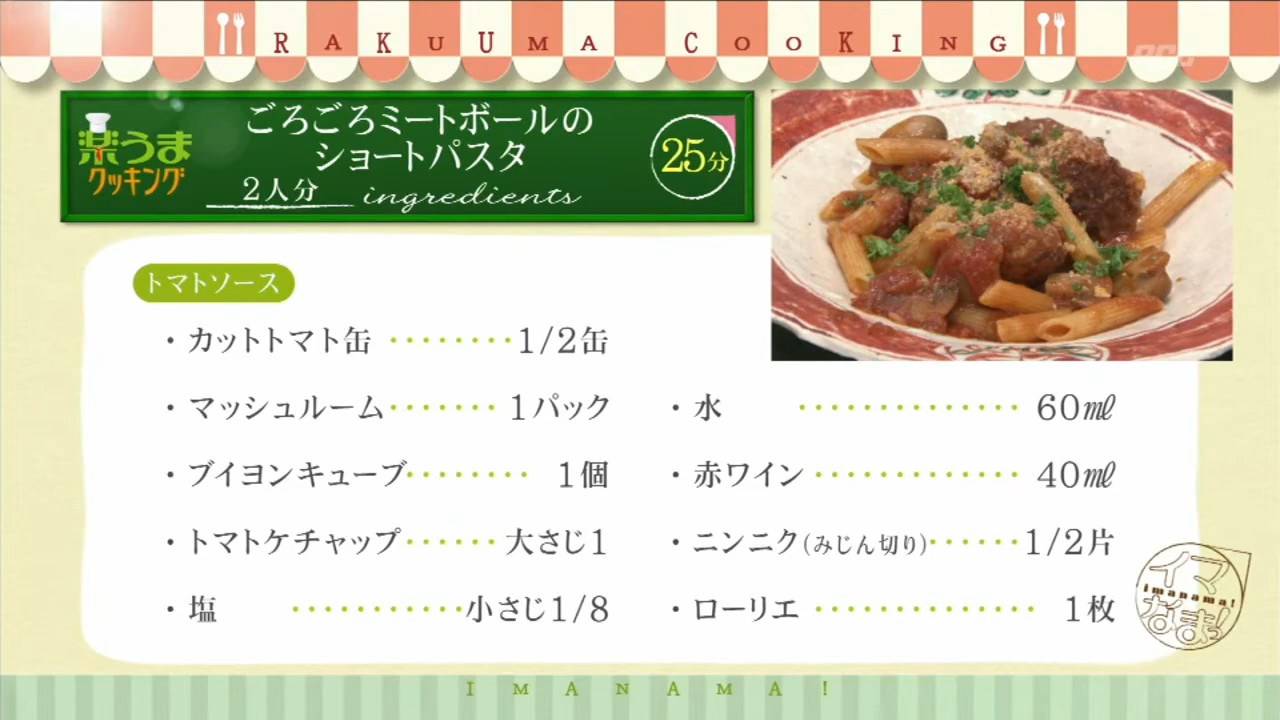 RAKUUMA COOKING
楽うま
クッキング
ごろごろミートボールの
ショートパスタ
2人分 ingredients
25分
トマトソース
・カットトマト缶 ········1/2缶
・マッシュルーム·······1パック
・ブイヨンキューブ········ 1個
・トマトケチャップ······大さじ1
・塩 ············小さじ1/8
・水 ··············· 60㎖
・赤ワイン ·············· 40㎖
・ニンニク(みじん切り)······1/2片
・ローリエ ··············· 1枚
イマ
imanama!
なまっ!
IMANAMA!